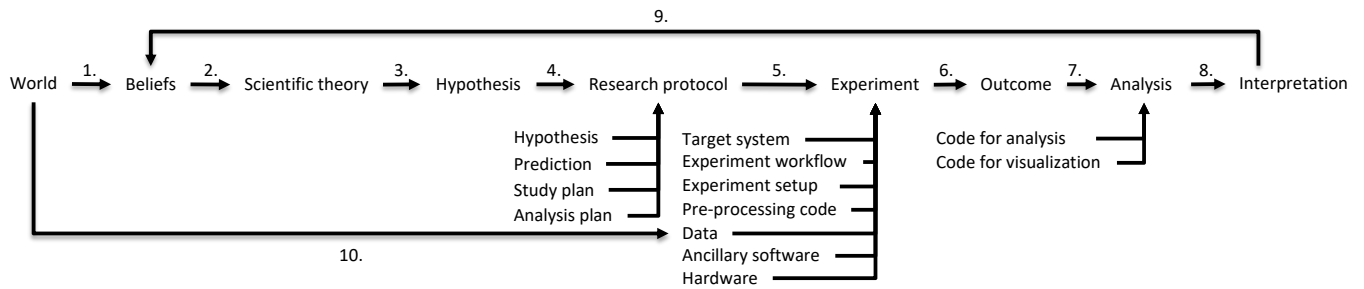 9.
1. 2. 3. 4. 5. 6. 7. 8.
World Beliefs Scientific theory Hypothesis Research protocol Experiment Outcome Analysis Interpretation
Hypothesis
Prediction
Study plan
Analysis plan
Target system
Experiment workflow
Experiment setup
Pre-processing code
Data
Ancillary software
Hardware
Code for analysis
Code for visualization
10.